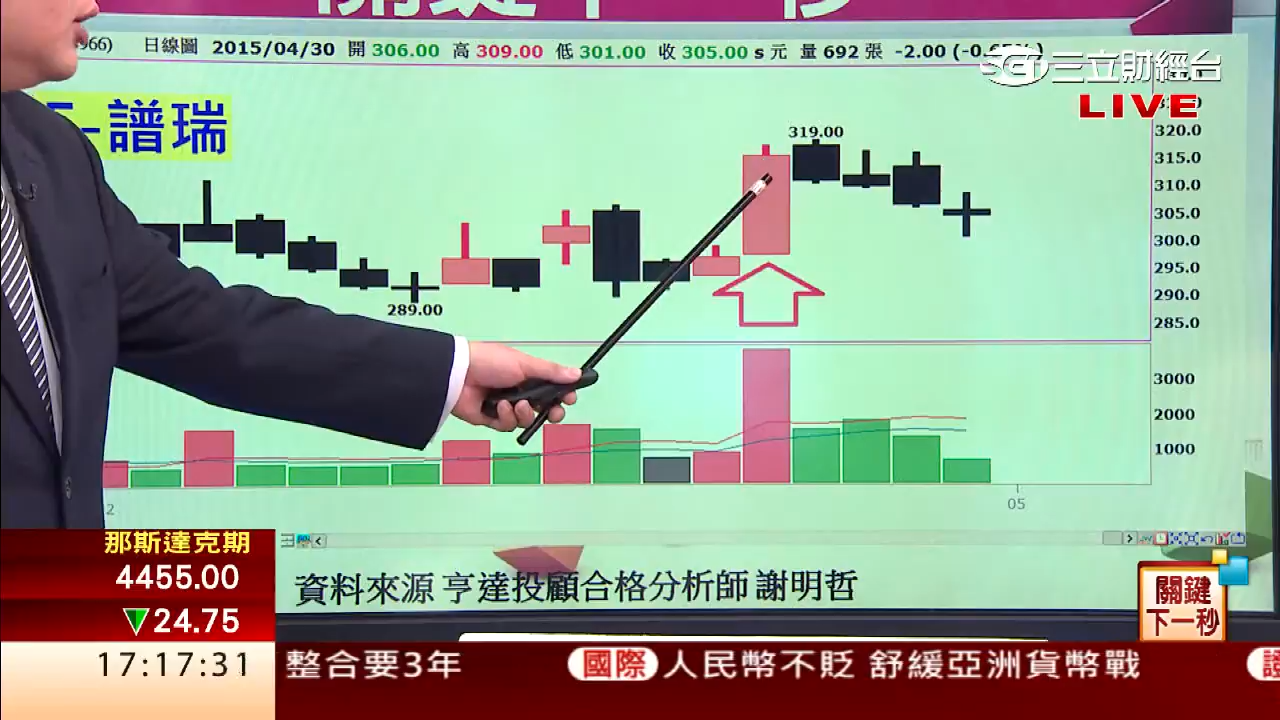 966) 日線圖 2015/04/30 開 306.00 高 309.00 低 301.00 收 305.00 s 元 量 692 張 -2.00
三立財經台
LIVE
-譜瑞
319.00
320.0
315.0
310.0
305.0
300.0
295.0
290.0
285.0
289.00
3000
2000
1000
2
05
資料來源 亨達投顧合格分析師 謝明哲
關鍵
下一秒
那斯達克期
4455.00
▼24.75
17:17:31
整合要3年 國際 人民幣不貶 舒緩亞洲貨幣戰